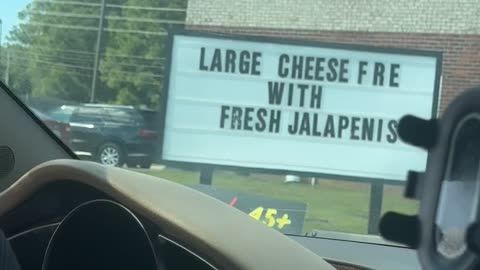 LARGE CHEESE FRE
WITH
FRESH JALAPENIS
45+